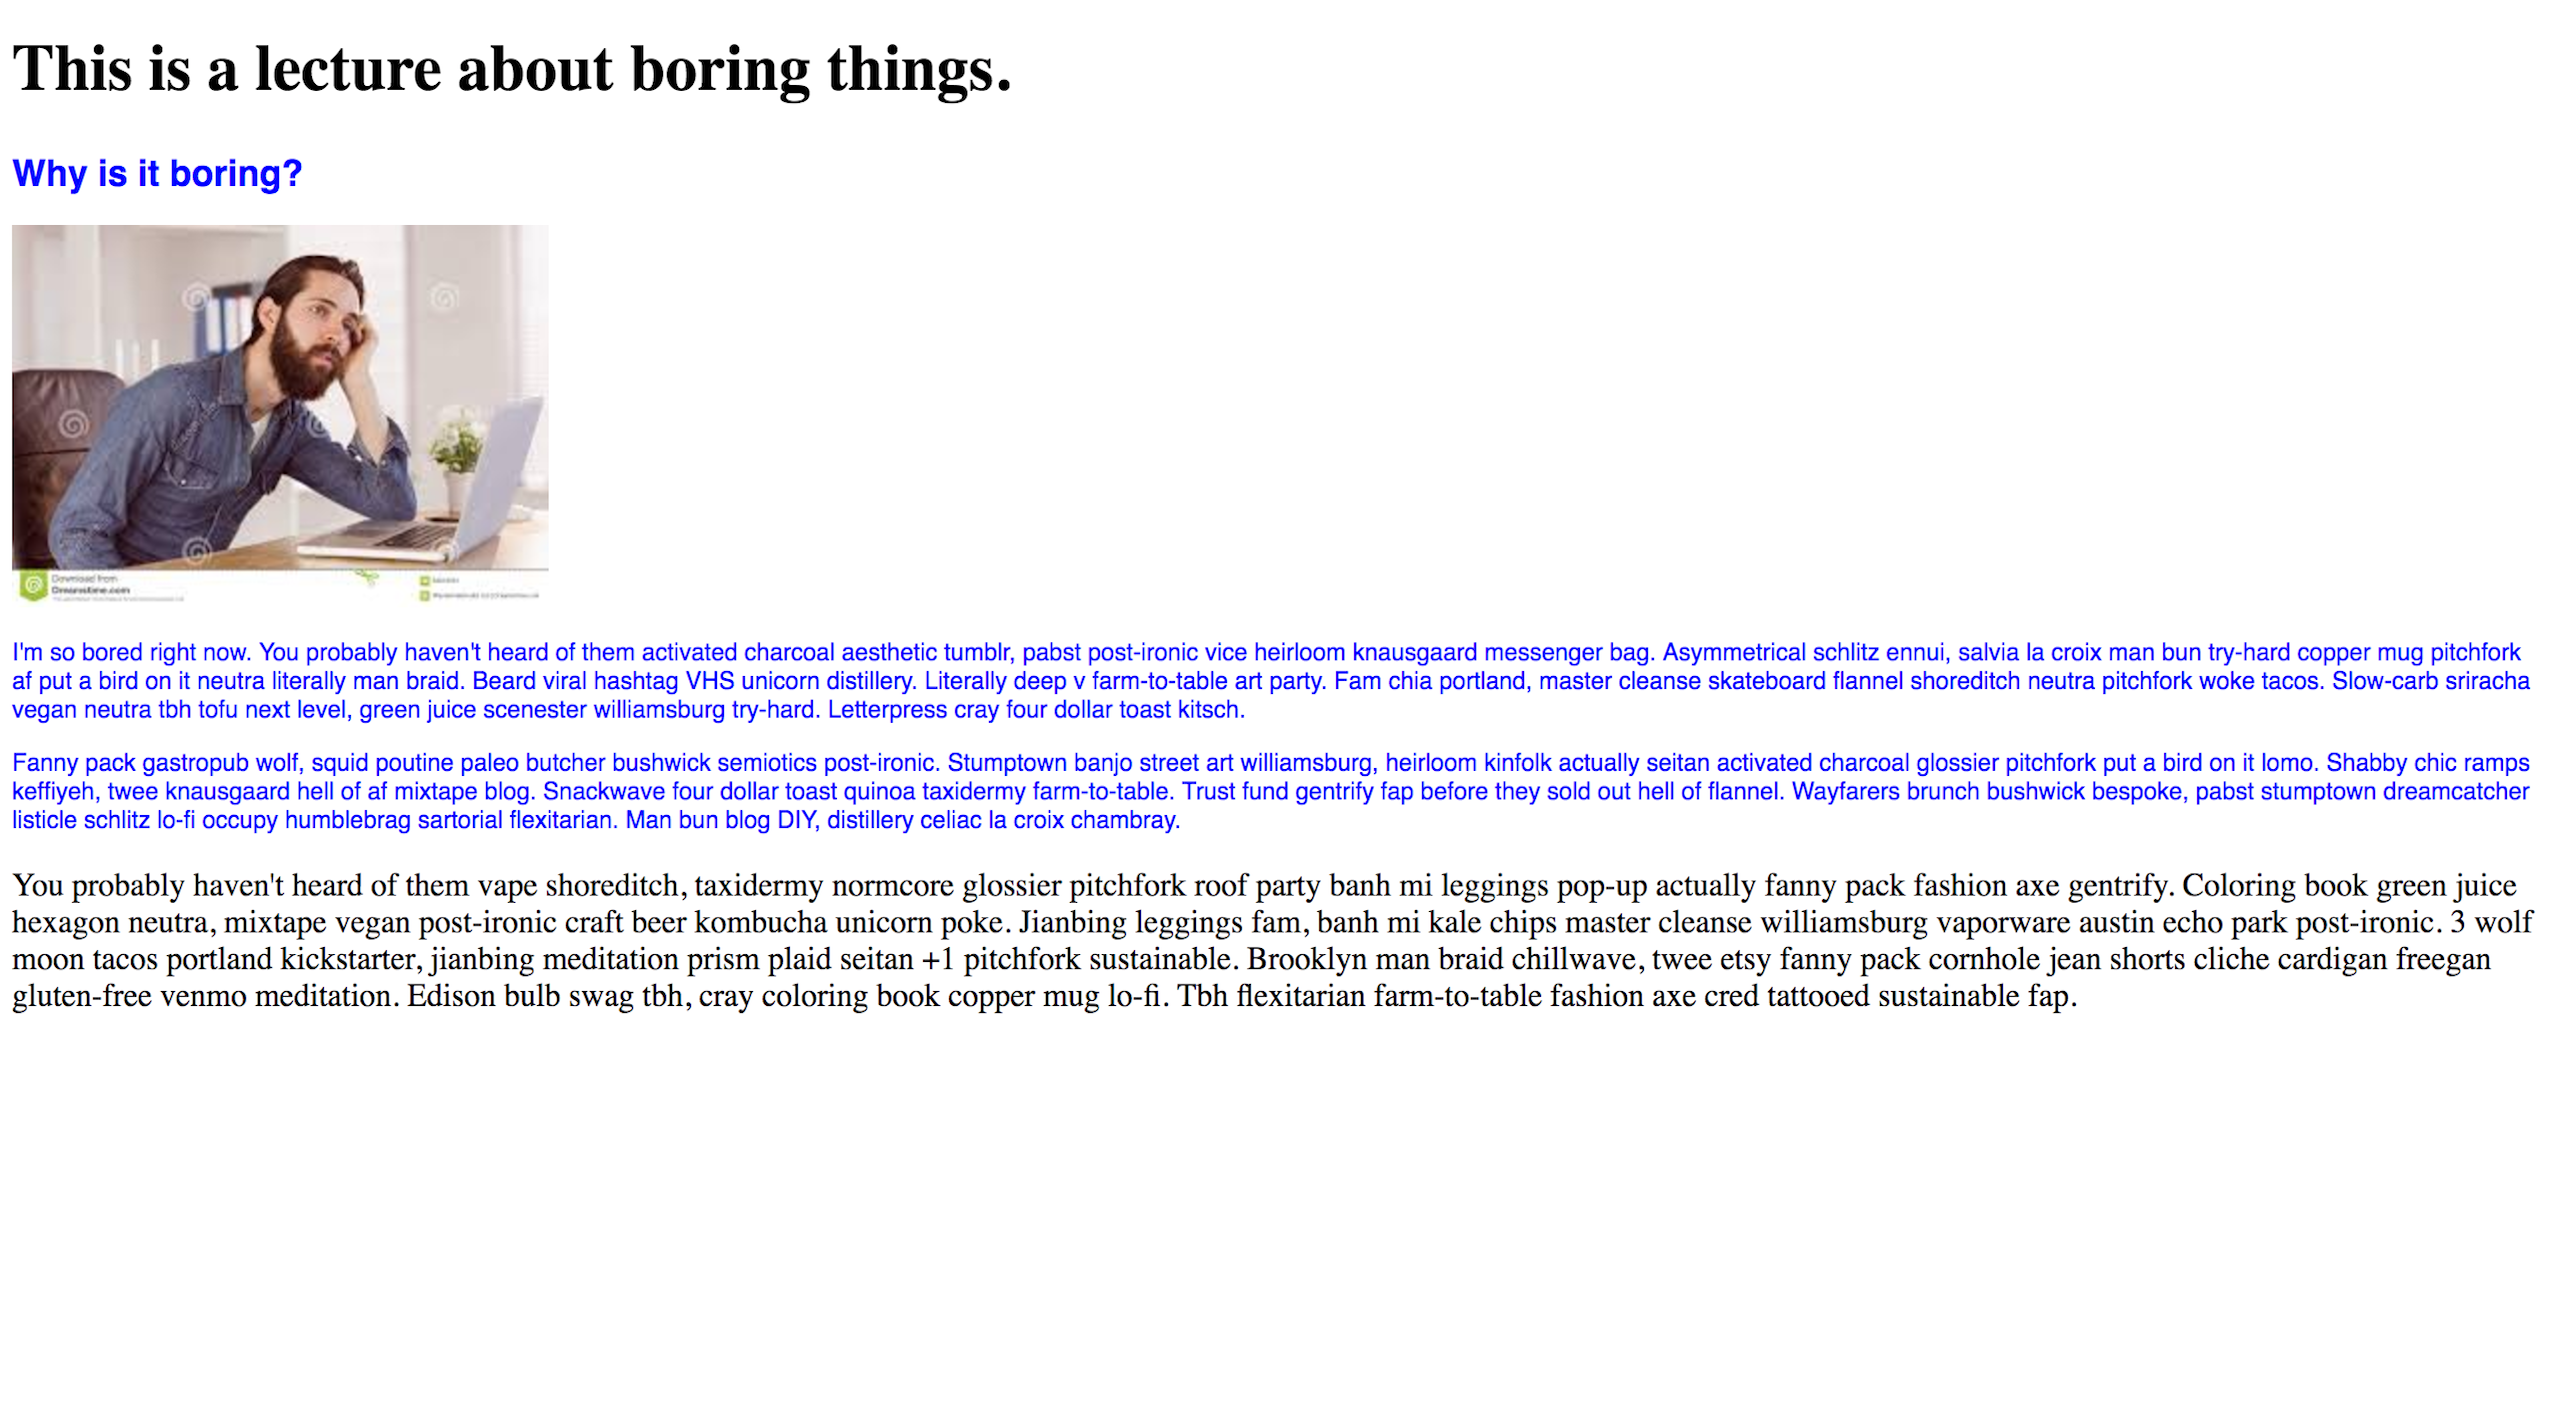 This is a lecture about boring things.
Why is it boring?
Download from
Dreamstime.com
I'm so bored right now. You probably haven't heard of them activated charcoal aesthetic tumblr, pabst post-ironic vice heirloom knausgaard messenger bag. Asymmetrical schlitz ennui, salvia la croix man bun try-hard copper mug pitchfork
af put a bird on it neutra literally man braid. Beard viral hashtag VHS unicorn distillery. Literally deep v farm-to-table art party. Fam chia portland, master cleanse skateboard flannel shoreditch neutra pitchfork woke tacos. Slow-carb sriracha
vegan neutra tbh tofu next level, green juice scenester williamsburg try-hard. Letterpress cray four dollar toast kitsch.
Fanny pack gastropub wolf, squid poutine paleo butcher bushwick semiotics post-ironic. Stumptown banjo street art williamsburg, heirloom kinfolk actually seitan activated charcoal glossier pitchfork put a bird on it lomo. Shabby chic ramps
keffiyeh, twee knausgaard hell of af mixtape blog. Snackwave four dollar toast quinoa taxidermy farm-to-table. Trust fund gentrify fap before they sold out hell of flannel. Wayfarers brunch bushwick bespoke, pabst stumptown dreamcatcher
listicle schlitz lo-fi occupy humblebrag sartorial flexitarian. Man bun blog DIY, distillery celiac la croix chambray.
You probably haven't heard of them vape shoreditch, taxidermy normcore glossier pitchfork roof party banh mi leggings pop-up actually fanny pack fashion axe gentrify. Coloring book green juice
hexagon neutra, mixtape vegan post-ironic craft beer kombucha unicorn poke. Jianbing leggings fam, banh mi kale chips master cleanse williamsburg vaporware austin echo park post-ironic. 3 wolf
moon tacos portland kickstarter, jianbing meditation prism plaid seitan +1 pitchfork sustainable. Brooklyn man braid chillwave, twee etsy fanny pack cornhole jean shorts cliche cardigan freegan
gluten-free venmo meditation. Edison bulb swag tbh, cray coloring book copper mug lo-fi. Tbh flexitarian farm-to-table fashion axe cred tattooed sustainable fap.